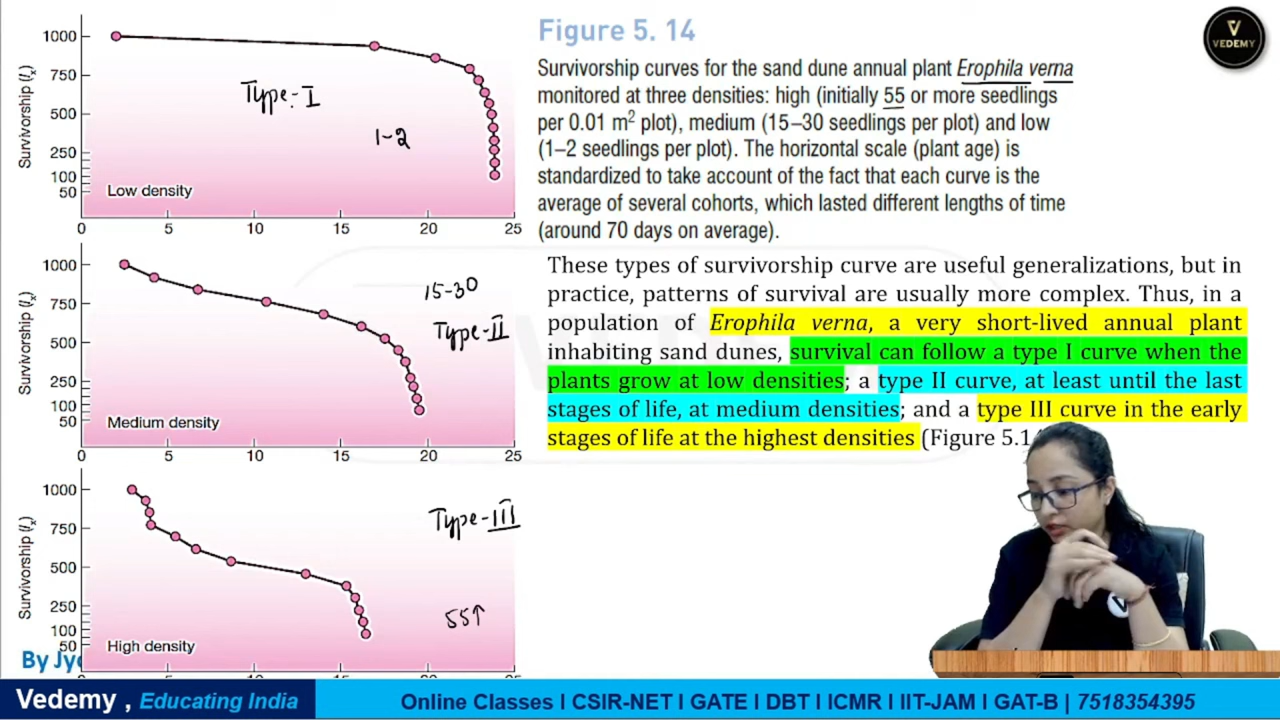 Figure 5. 14
VEDEMY
Survivorship curves for the sand dune annual plant Erophila verna
monitored at three densities: high (initially 55 or more seedlings
per 0.01 m² plot), medium (15–30 seedlings per plot) and low
(1–2 seedlings per plot). The horizontal scale (plant age) is
standardized to take account of the fact that each curve is the
average of several cohorts, which lasted different lengths of time
(around 70 days on average).
These types of survivorship curve are useful generalizations, but in
practice, patterns of survival are usually more complex. Thus, in a
population of Erophila verna, a very short-lived annual plant
inhabiting sand dunes, survival can follow a type I curve when the
plants grow at low densities; a type II curve, at least until the last
stages of life, at medium densities; and a type III curve in the early
stages of life at the highest densities (Figure 5.1
Survivorship (lx)
1000
750
500
250
100
50
Type:- I
1-2
Low density
0 5 10 15 20 25
Survivorship (lx)
1000
750
500
250
100
50
15-30
Type-II
Medium density
0 5 10 15 20 25
Survivorship (lx)
1000
750
500
250
100
50
Type-III
55↑
High density
0 5 10 15 20 25
By
Vedemy , Educating India
Online Classes I CSIR-NET I GATE I DBT I ICMR I IIT-JAM I GAT-B | 7518354395